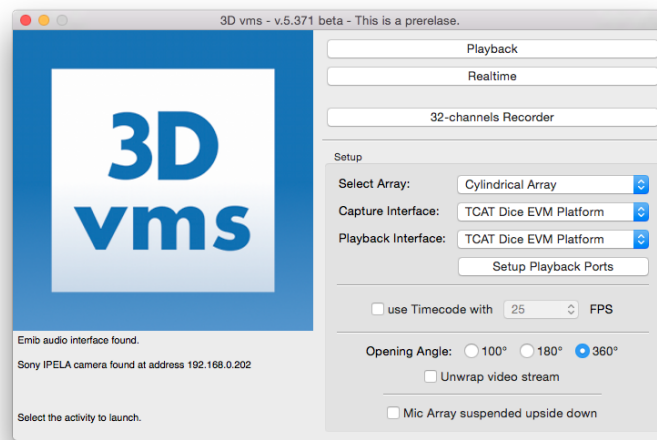 3D vms - v.5.371 beta - This is a prerelase.
3D
vms
Emib audio interface found.
Sony IPELA camera found at address 192.168.0.202
Select the activity to launch.
Playback
Realtime
32-channels Recorder
Setup
Select Array: Cylindrical Array
Capture Interface: TCAT Dice EVM Platform
Playback Interface: TCAT Dice EVM Platform
Setup Playback Ports
use Timecode with 25 FPS
Opening Angle: 100° 180° 360°
Unwrap video stream
Mic Array suspended upside down